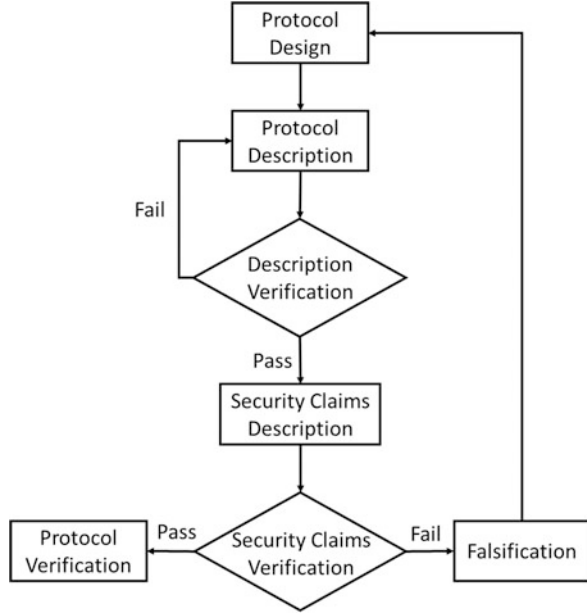 Protocol
Design
Protocol
Description
Fail
Description
Verification
Pass
Security Claims
Description
Protocol
Verification
Pass
Security Claims
Verification
Fail
Falsification